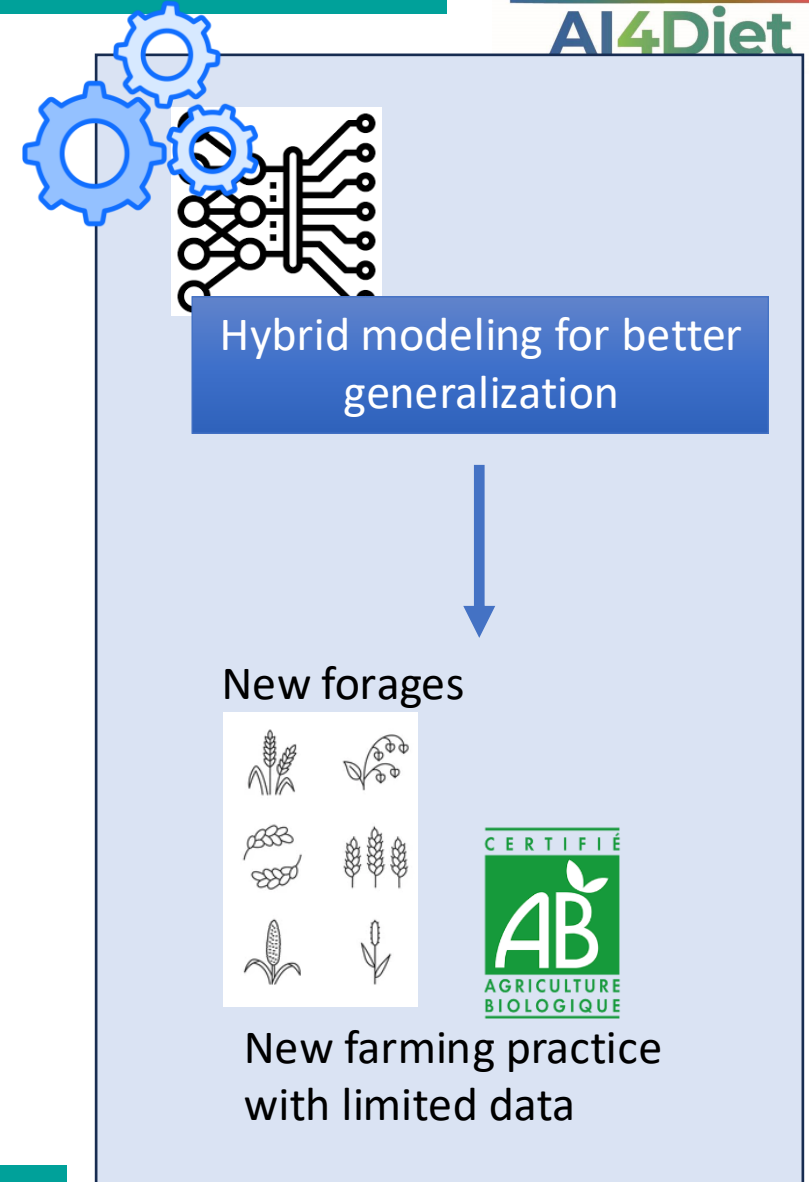 AI4Diet
Hybrid modeling for better
generalization
New forages
CERTIFIÉ
AB
AGRICULTURE
BIOLOGIQUE
New farming practice
with limited data